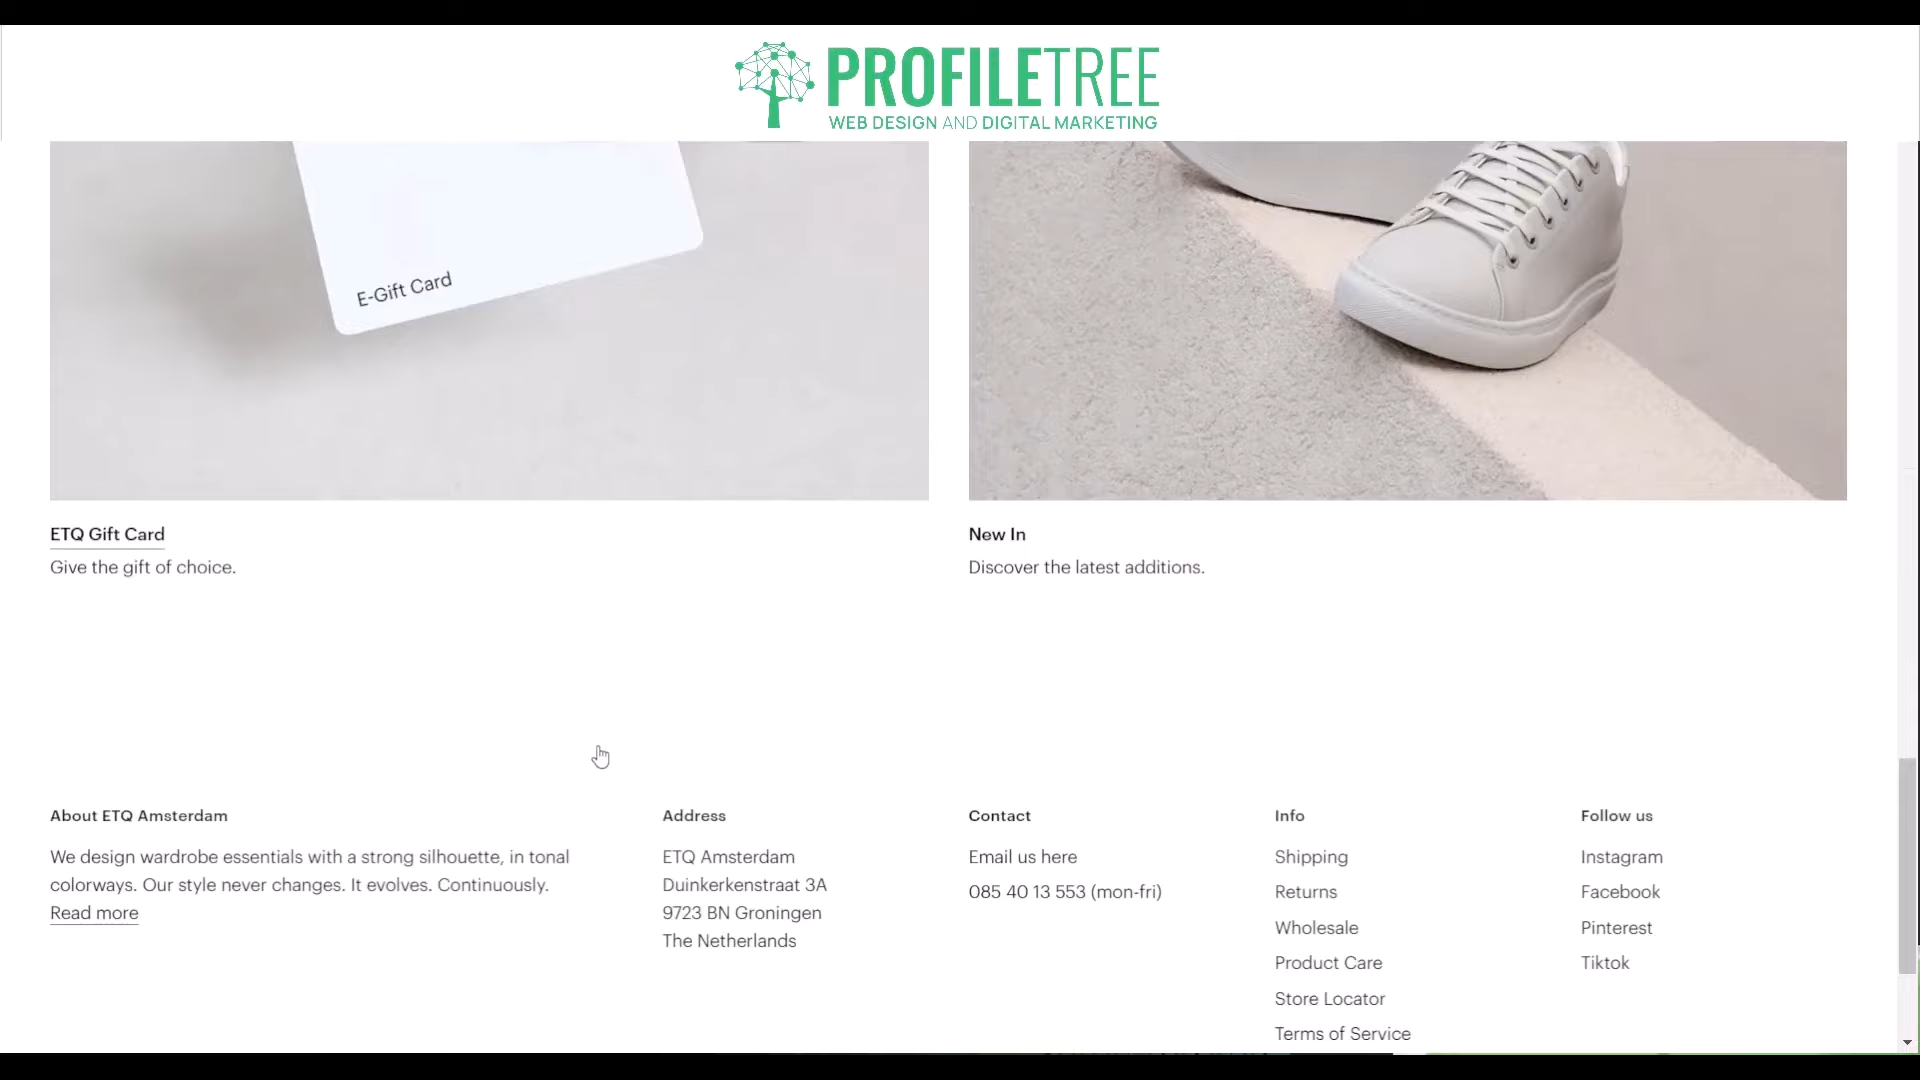 PROFILETREE
WEB DESIGN AND DIGITAL MARKETING
E-Gift Card
ETQ Gift Card
Give the gift of choice.
New In
Discover the latest additions.
About ETQ Amsterdam
We design wardrobe essentials with a strong silhouette, in tonal
colorways. Our style never changes. It evolves. Continuously.
Read more
Address
ETQ Amsterdam
Duinkerkenstraat 3A
9723 BN Groningen
The Netherlands
Contact
Email us here
085 40 13 553 (mon-fri)
Info
Shipping
Returns
Wholesale
Product Care
Store Locator
Terms of Service
Follow us
Instagram
Facebook
Pinterest
Tiktok